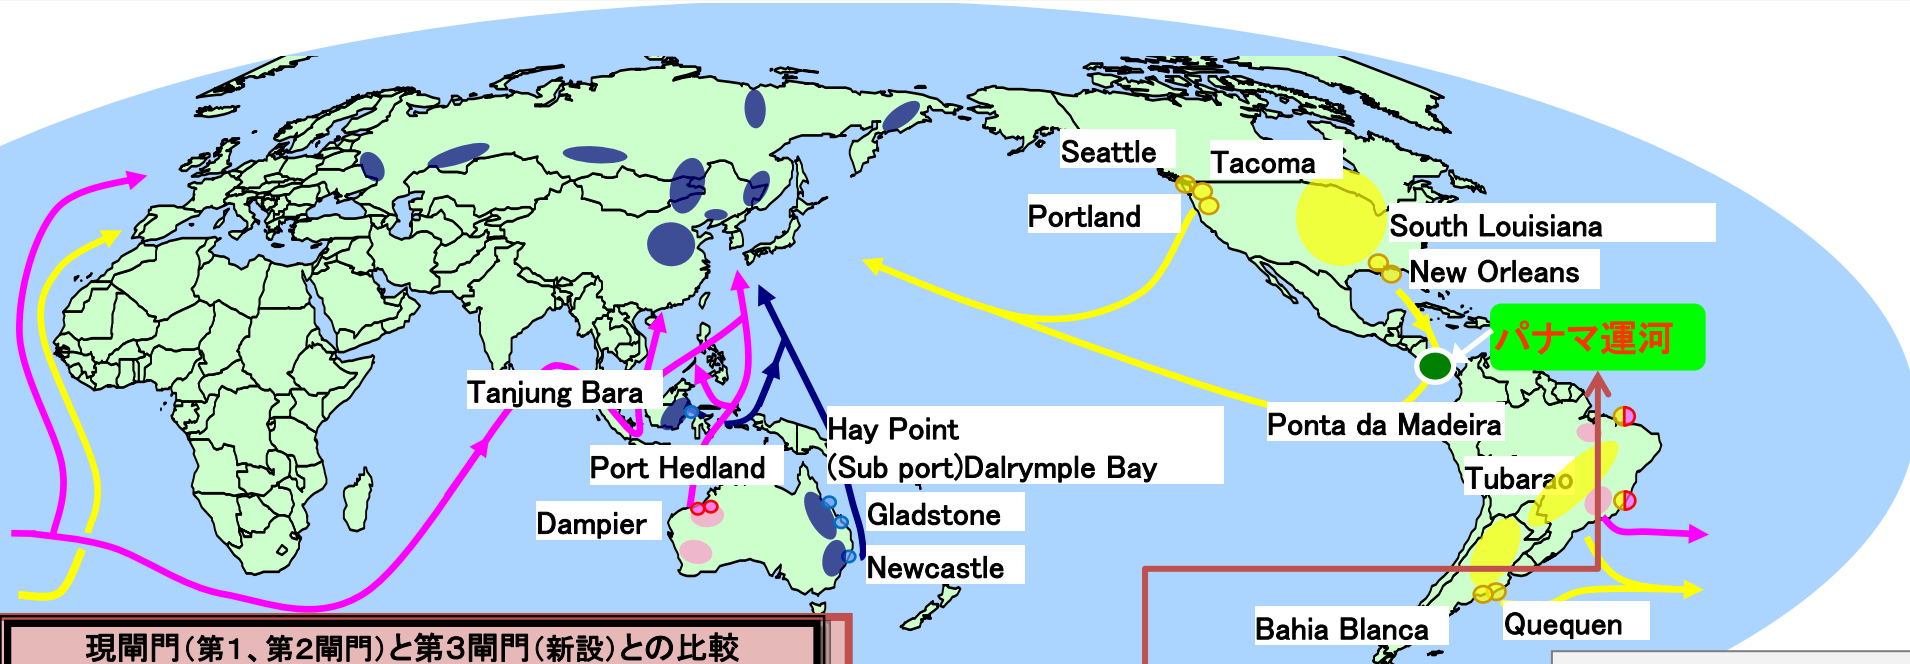 Seattle
Tacoma
Portland
South Louisiana
New Orleans
パナマ運河
Tanjung Bara
Hay Point
(Sub port)Dalrymple Bay
Ponta da Madeira
Port Hedland
Tubarao
Dampier
Gladstone
Newcastle
Bahia Blanca
Quequen
現閘門(第1、第2閘門)と第3閘門(新設)との比較